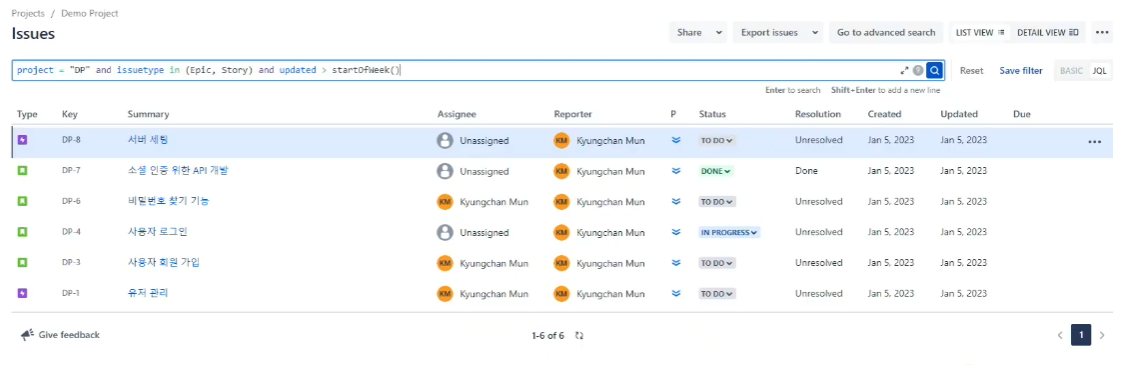 Projects / Demo Project
Issues
Share Export issues Go to advanced search LIST VIEW DETAIL VIEW
project = "DP" and issuetype in (Epic, Story) and updated > startOfWeek()
Reset Save filter BASIC JQL
Enter to search Shift+Enter to add a new line
Type Key Summary Assignee Reporter P Status Resolution Created Updated Due
DP-8 서버 세팅 Unassigned KM Kyungchan Mun TO DO Unresolved Jan 5, 2023 Jan 5, 2023
DP-7 소셜 인증 위한 API 개발 Unassigned KM Kyungchan Mun DONE Done Jan 5, 2023 Jan 5, 2023
DP-6 비밀번호 찾기 기능 KM Kyungchan Mun KM Kyungchan Mun TO DO Unresolved Jan 5, 2023 Jan 5, 2023
DP-4 사용자 로그인 Unassigned KM Kyungchan Mun IN PROGRESS Unresolved Jan 5, 2023 Jan 5, 2023
DP-3 사용자 회원 가입 KM Kyungchan Mun KM Kyungchan Mun TO DO Unresolved Jan 5, 2023 Jan 5, 2023
DP-1 유저 관리 KM Kyungchan Mun KM Kyungchan Mun TO DO Unresolved Jan 5, 2023 Jan 5, 2023
Give feedback 1-6 of 6 1